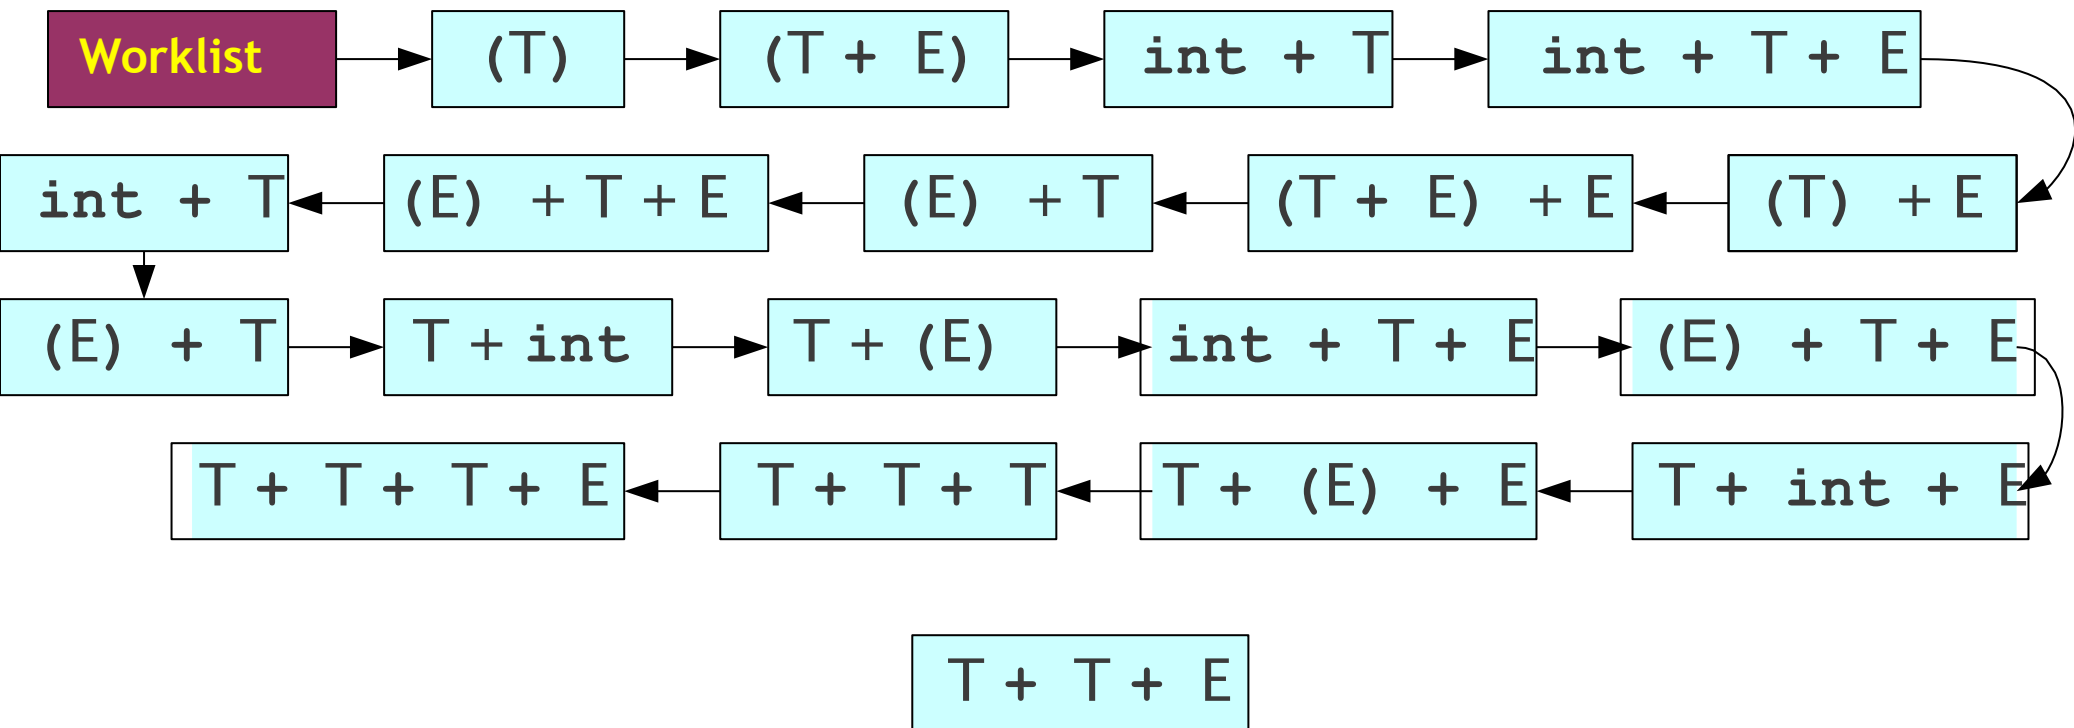 Worklist (T) (T + E) int + T int + T + E
int + T (E) + T + E (E) + T (T + E) + E (T) + E
(E) + T T + int T + (E) int + T + E (E) + T + E
T + T + T + E T + T + T T + (E) + E T + int + E
T + T + E